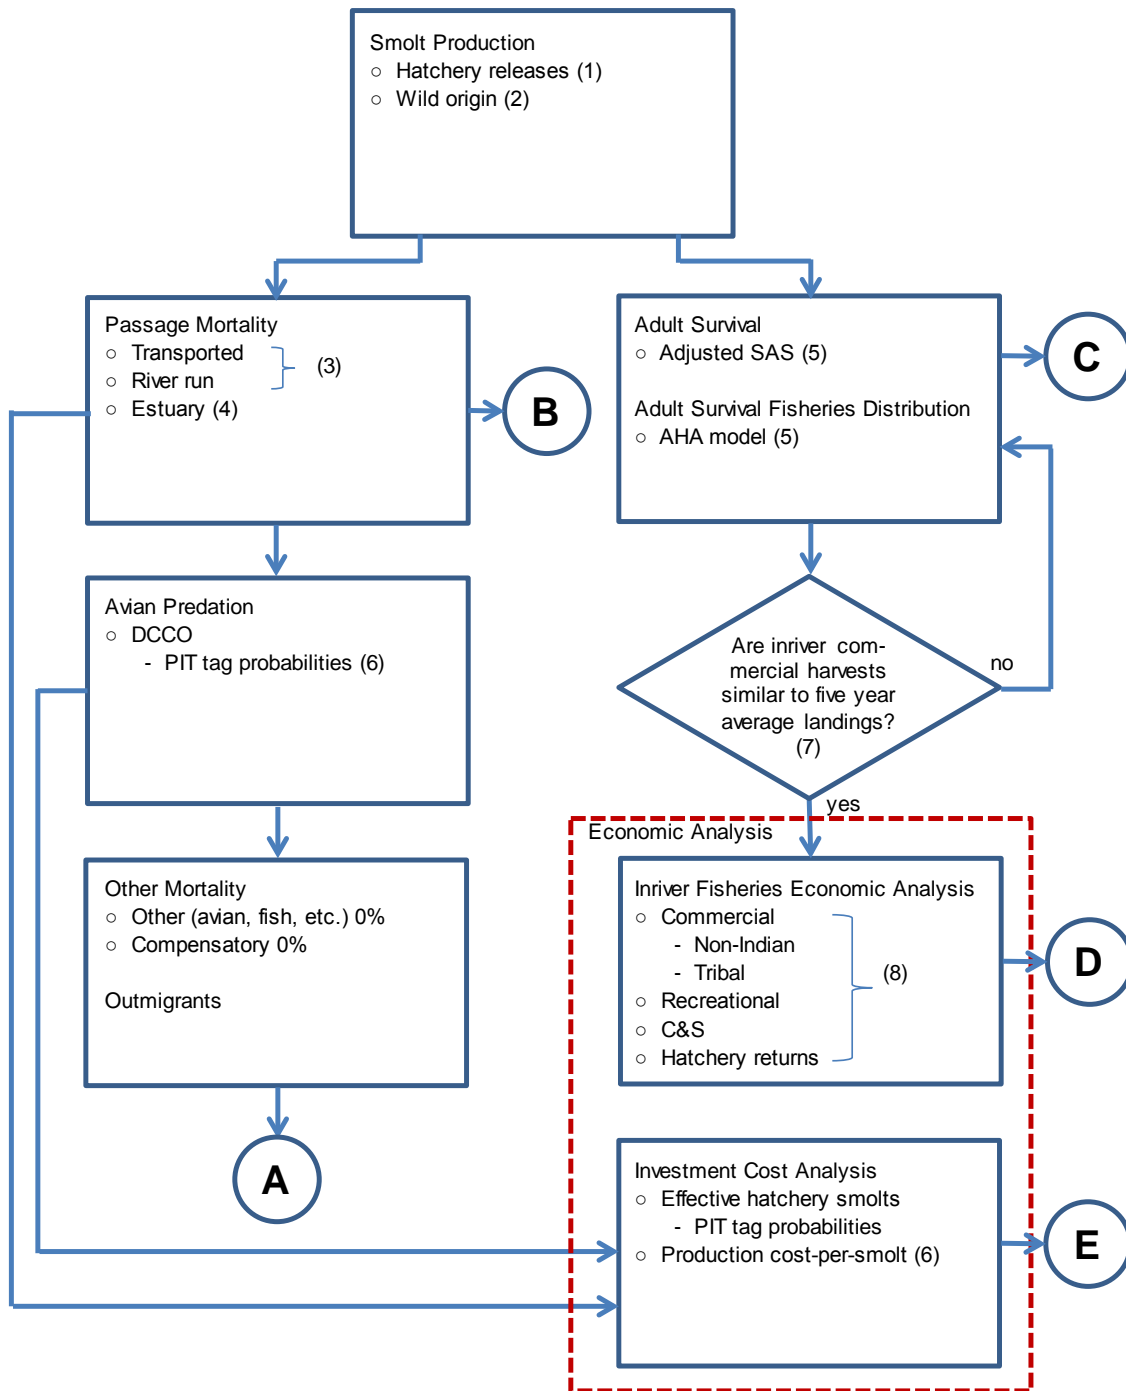 Smolt Production
○ Hatchery releases (1)
○ Wild origin (2)
Passage Mortality
○ Transported
○ River run
(3)
○ Estuary (4)
B
Adult Survival
○ Adjusted SAS (5)
Adult Survival Fisheries Distribution
○ AHA model (5)
C
Avian Predation
○ DCCO
- PIT tag probabilities (6)
Are inriver com-
mercial harvests
similar to five year
average landings?
(7)
no
yes
Other Mortality
○ Other (avian, fish, etc.) 0%
○ Compensatory 0%
Outmigrants
A
Economic Analysis
Inriver Fisheries Economic Analysis
○ Commercial
- Non-Indian
- Tribal
(8)
○ Recreational
○ C&S
○ Hatchery returns
D
Investment Cost Analysis
○ Effective hatchery smolts
- PIT tag probabilities
○ Production cost-per-smolt (6)
E